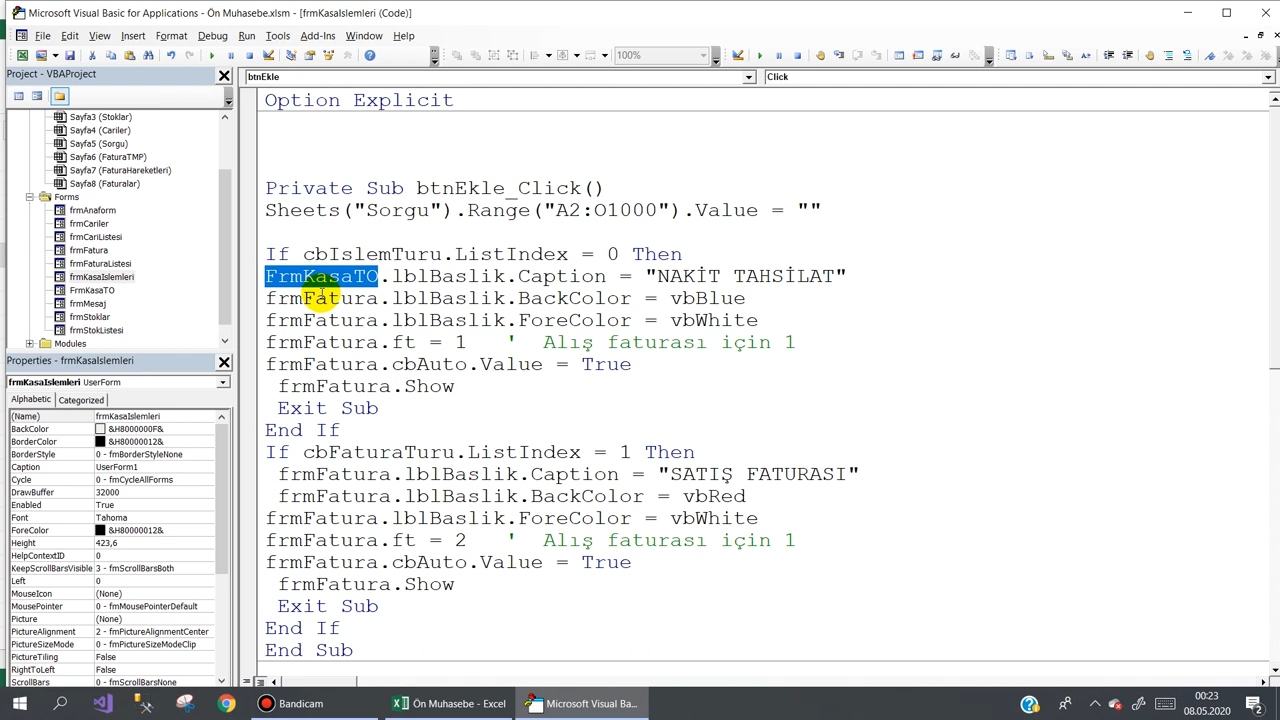 Microsoft Visual Basic for Applications - Ön Muhasebe.xlsm - [frmKasaIslemleri (Code)]
File Edit View Insert Format Debug Run Tools Add-Ins Window Help
100%
Project - VBAProject
btnEkle
Click
Sayfa3 (Stoklar)
Sayfa4 (Cariler)
Sayfa5 (Sorgu)
Sayfa6 (FaturaTMP)
Sayfa7 (FaturaHareketleri)
Sayfa8 (Faturalar)
Forms
frmAnaform
frmCariler
frmCariListesi
frmFatura
frmFaturaListesi
frmKasaIslemleri
FrmKasaTO
frmMesaj
frmStoklar
frmStokListesi
Modules
Properties - frmKasaIslemleri
frmKasaIslemleri UserForm
Alphabetic Categorized
(Name) frmKasaIslemleri
BackColor &H8000000F&
BorderColor &H80000012&
BorderStyle 0 - frmBorderStyleNone
Caption UserForm1
Cycle 0 - fmCycleAllForms
DrawBuffer 32000
Enabled True
Font Tahoma
ForeColor &H80000012&
Height 423,6
HelpContextID 0
KeepScrollBarsVisible 3 - fmScrollBarsBoth
Left 0
MouseIcon (None)
MousePointer 0 - fmMousePointerDefault
Picture (None)
PictureAlignment 2 - fmPictureAlignmentCenter
PictureSizeMode 0 - fmPictureSizeModeClip
PictureTiling False
RightToLeft False
ScrollBars 0 - fmScrollBarsNone
Option Explicit
Private Sub btnEkle_Click()
Sheets("Sorgu").Range("A2:O1000").Value = ""
If cbIslemTuru.ListIndex = 0 Then
FrmKasaTO.lblBaslik.Caption = "NAKİT TAHSİLAT"
frmFatura.lblBaslik.BackColor = vbBlue
frmFatura.lblBaslik.ForeColor = vbWhite
frmFatura.ft = 1 ' Alış faturası için 1
frmFatura.cbAuto.Value = True
frmFatura.Show
Exit Sub
End If
If cbFaturaTuru.ListIndex = 1 Then
frmFatura.lblBaslik.Caption = "SATIŞ FATURASI"
frmFatura.lblBaslik.BackColor = vbRed
frmFatura.lblBaslik.ForeColor = vbWhite
frmFatura.ft = 2 ' Alış faturası için 1
frmFatura.cbAuto.Value = True
frmFatura.Show
Exit Sub
End If
End Sub
Bandicam
Ön Muhasebe - Excel
Microsoft Visual Ba...
00:23
08.05.2020
2